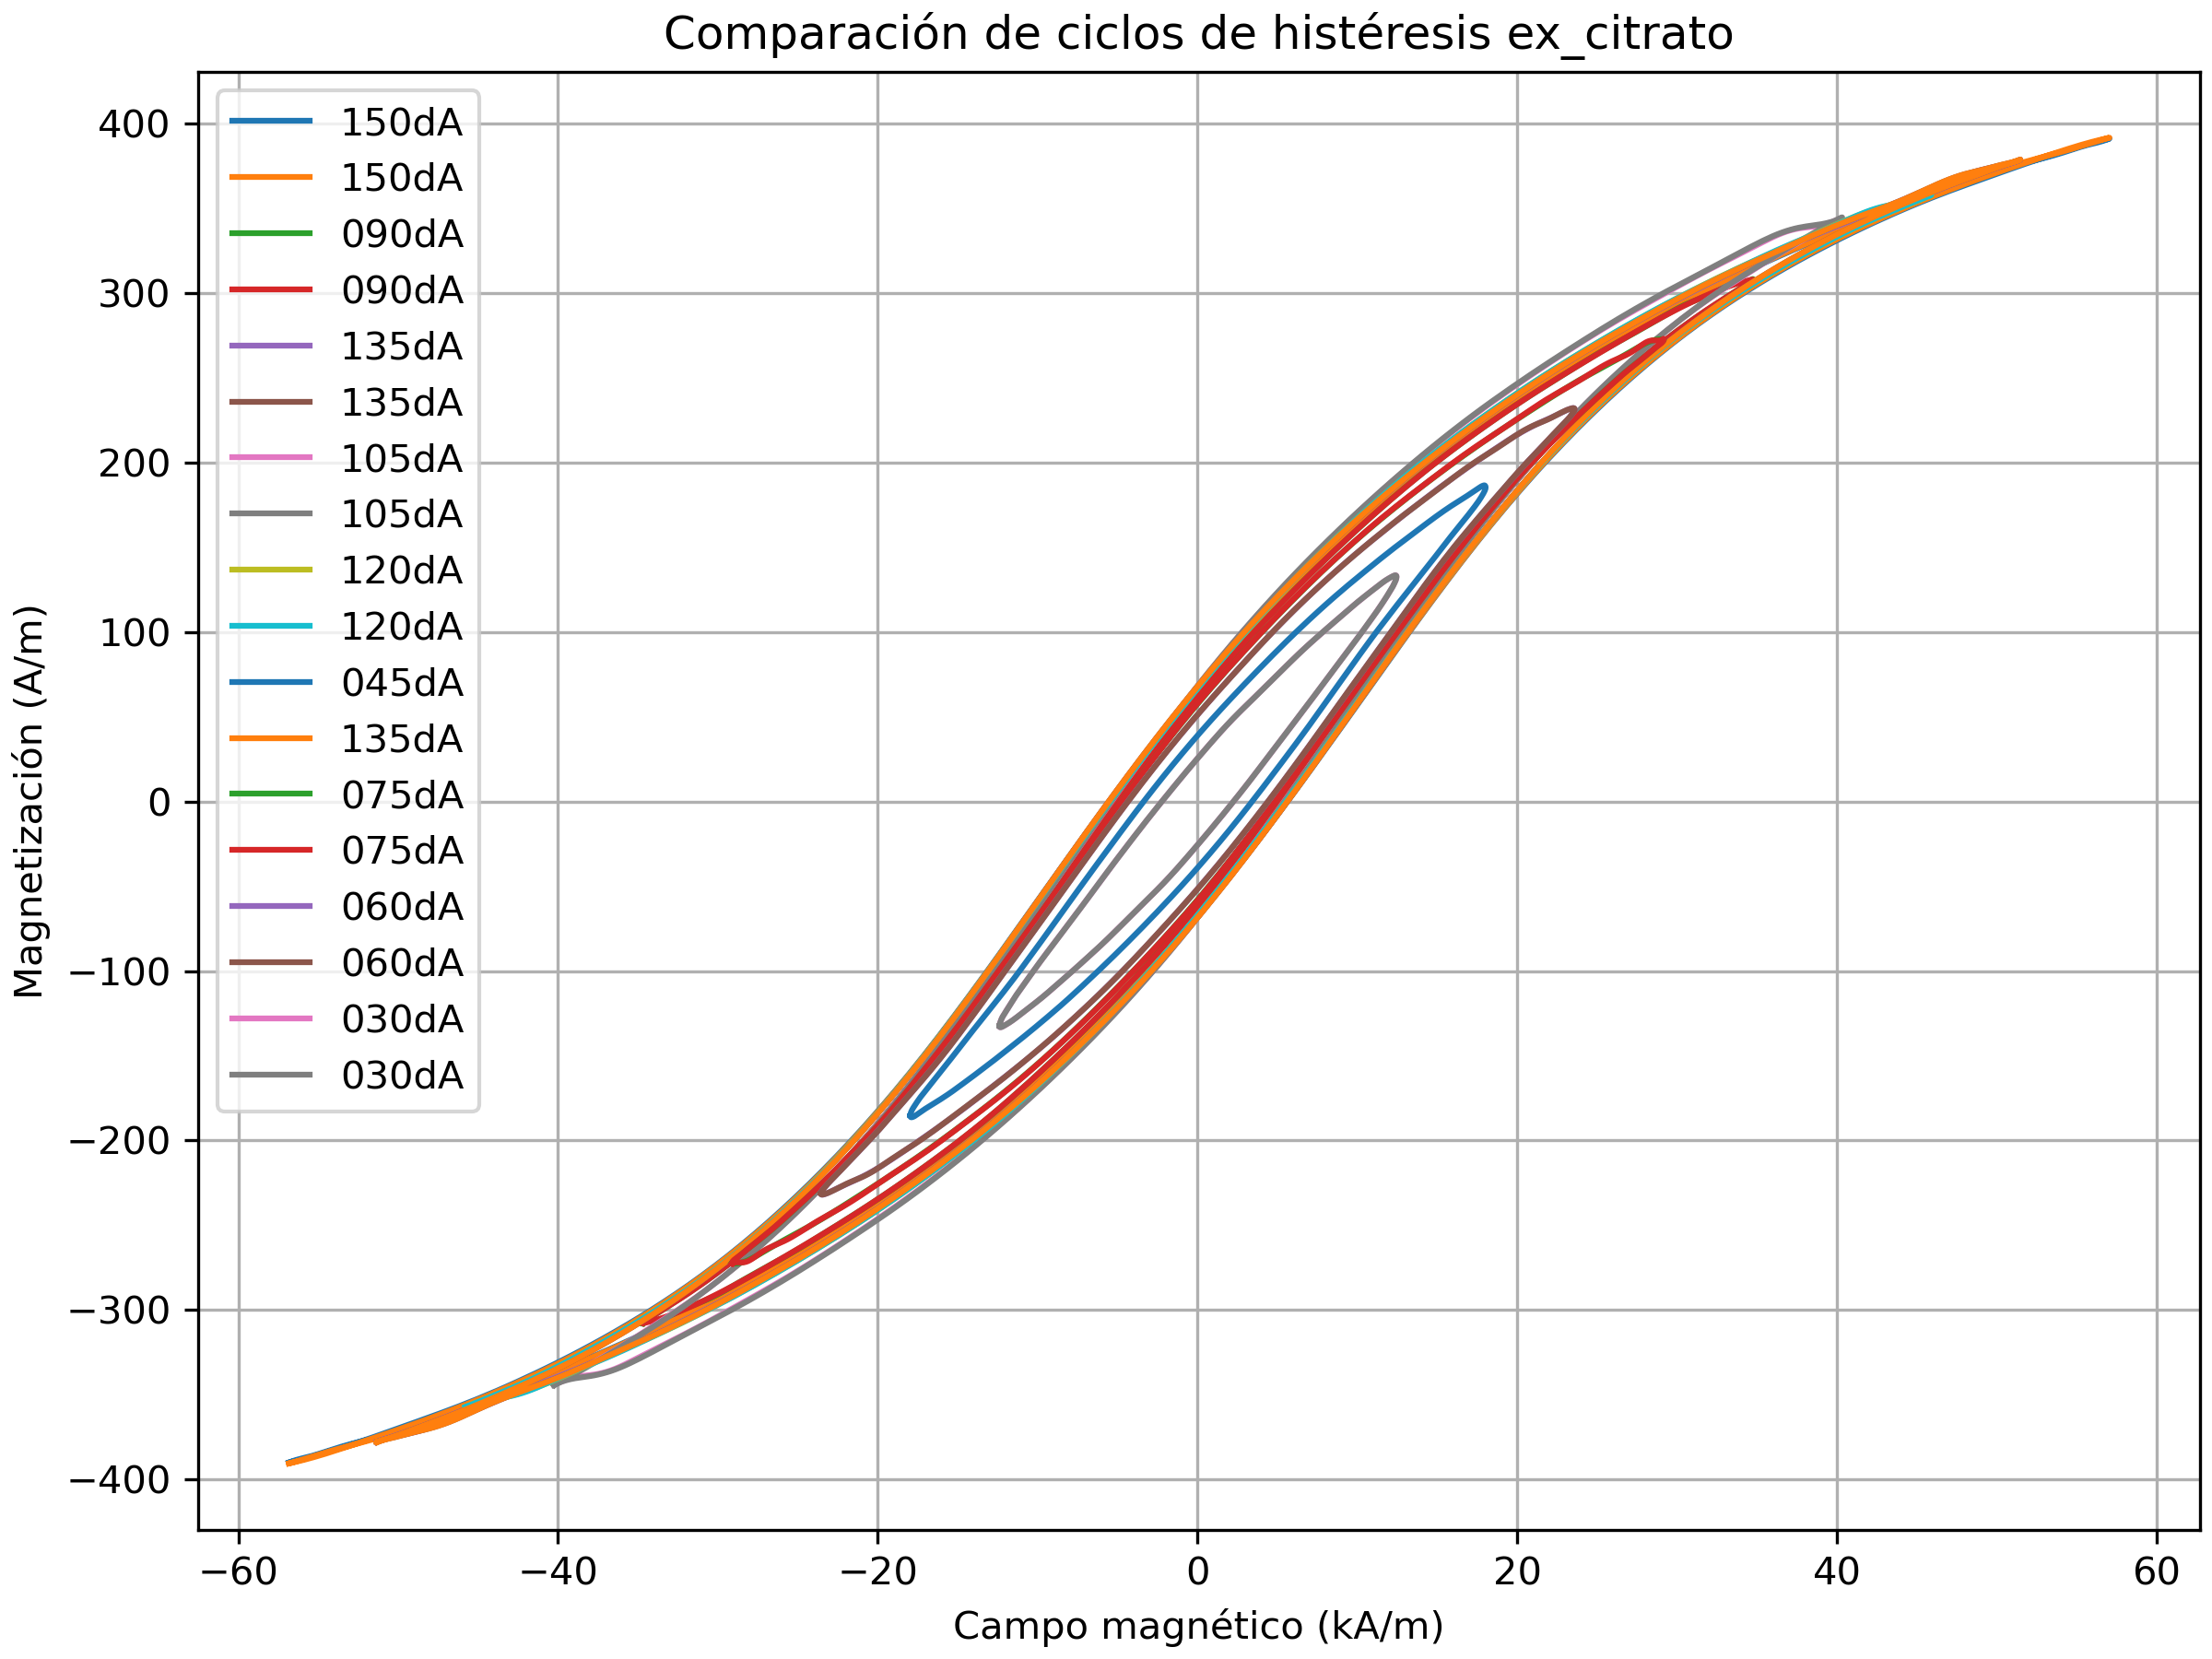 Comparación de ciclos de histéresis ex_citrato
150dA
150dA
090dA
090dA
135dA
135dA
105dA
105dA
120dA
120dA
045dA
135dA
075dA
075dA
060dA
060dA
030dA
030dA
400
300
200
100
0
−100
−200
−300
−400
Magnetización (A/m)
−60
−40
−20
0
20
40
60
Campo magnético (kA/m)